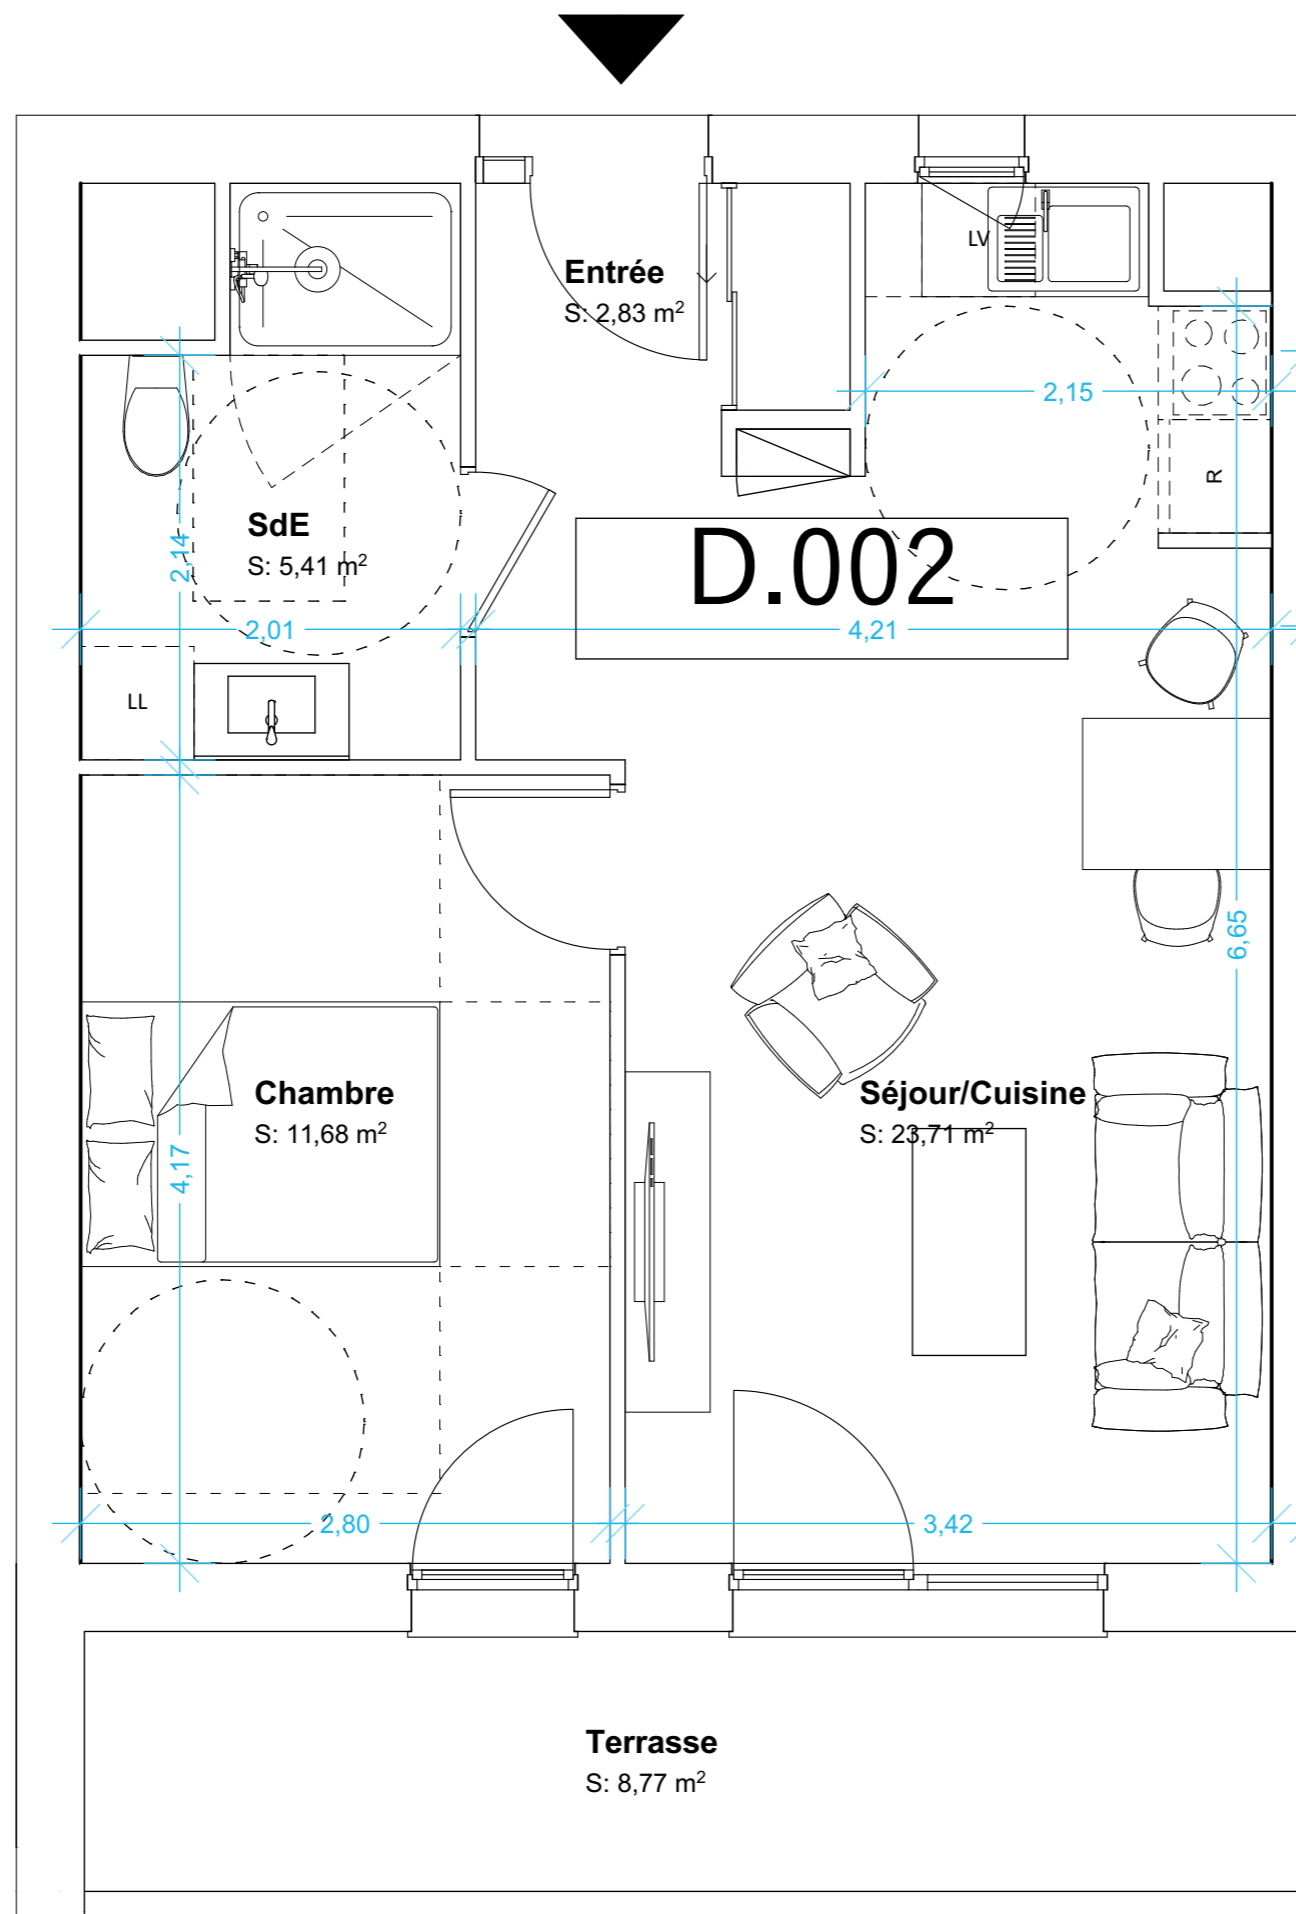 Entrée
S: 2,83 m²
LV
2,15
R
SdE
S: 5,41 m²
2,14
D.002
2,01
4,21
LL
6,65
Chambre
S: 11,68 m²
4,17
Séjour/Cuisine
S: 23,71 m²
2,80
3,42
Terrasse
S: 8,77 m²